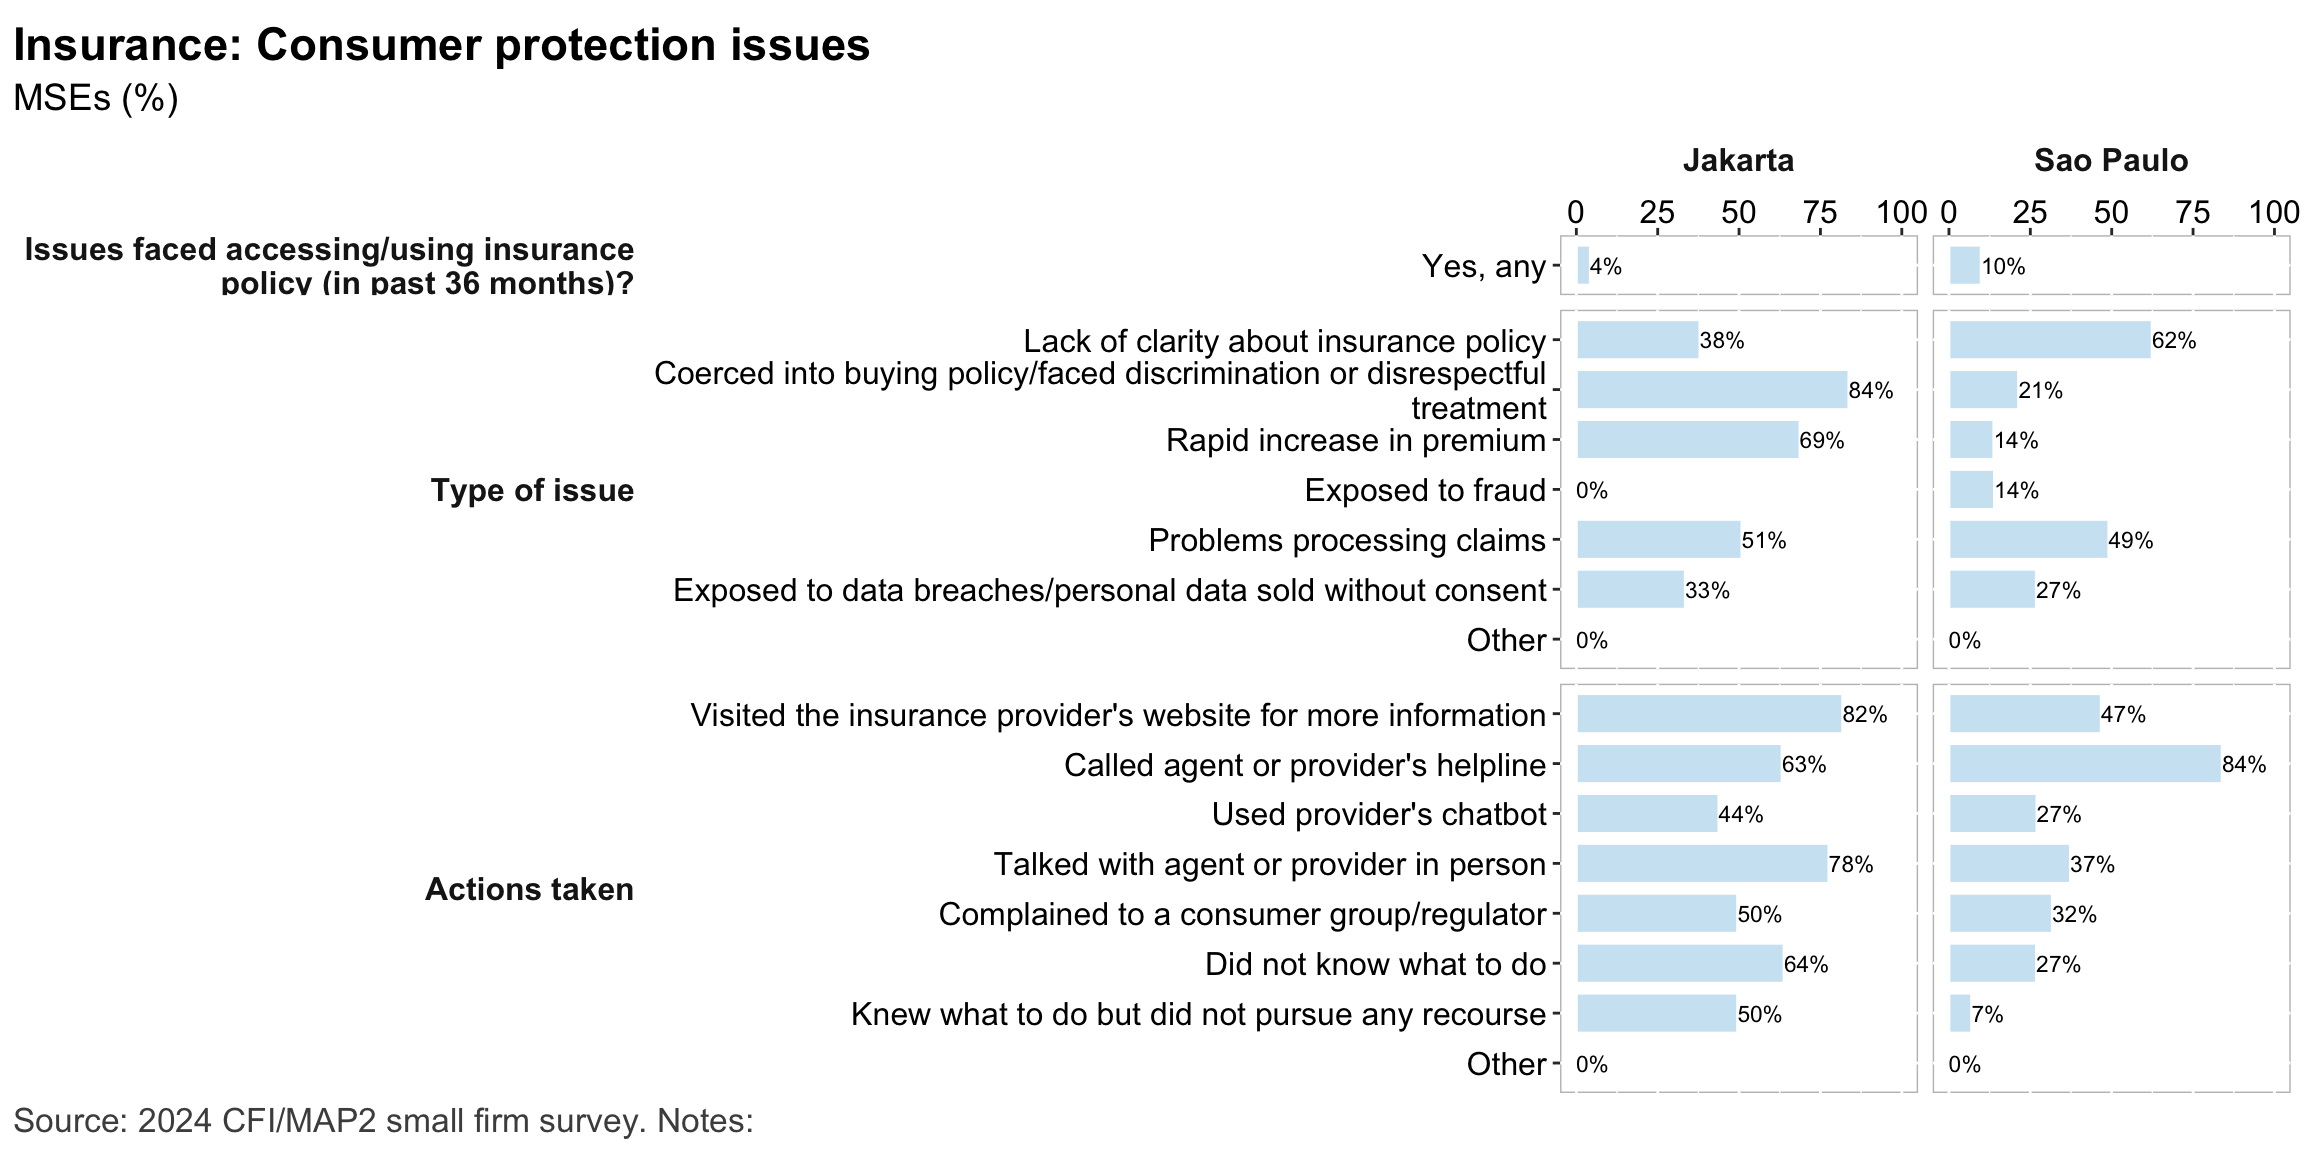 Insurance: Consumer protection issues
MSEs (%)
Jakarta
Sao Paulo
0 25 50 75 100
0 25 50 75 100
Issues faced accessing/using insurance
policy (in past 36 months)?
Yes, any
4%
10%
Type of issue
Lack of clarity about insurance policy
38%
62%
Coerced into buying policy/faced discrimination or disrespectful
treatment
84%
21%
Rapid increase in premium
69%
14%
Exposed to fraud
0%
14%
Problems processing claims
51%
49%
Exposed to data breaches/personal data sold without consent
33%
27%
Other
0%
0%
Actions taken
Visited the insurance provider's website for more information
82%
47%
Called agent or provider's helpline
63%
84%
Used provider's chatbot
44%
27%
Talked with agent or provider in person
78%
37%
Complained to a consumer group/regulator
50%
32%
Did not know what to do
64%
27%
Knew what to do but did not pursue any recourse
50%
7%
Other
0%
0%
Source: 2024 CFI/MAP2 small firm survey. Notes: